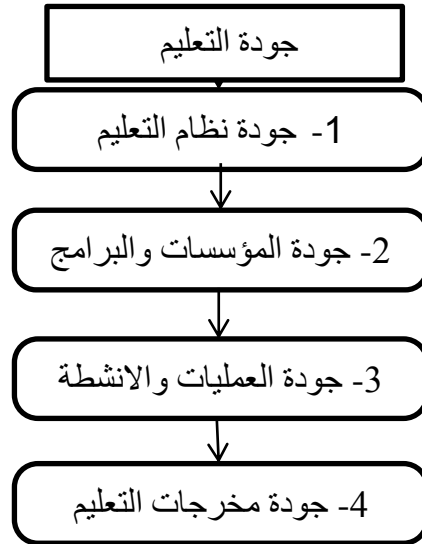 جودة التعليم
1- جودة نظام التعليم
2- جودة المؤسسات والبرامج
3- جودة العمليات والانشطة
4- جودة مخرجات التعليم